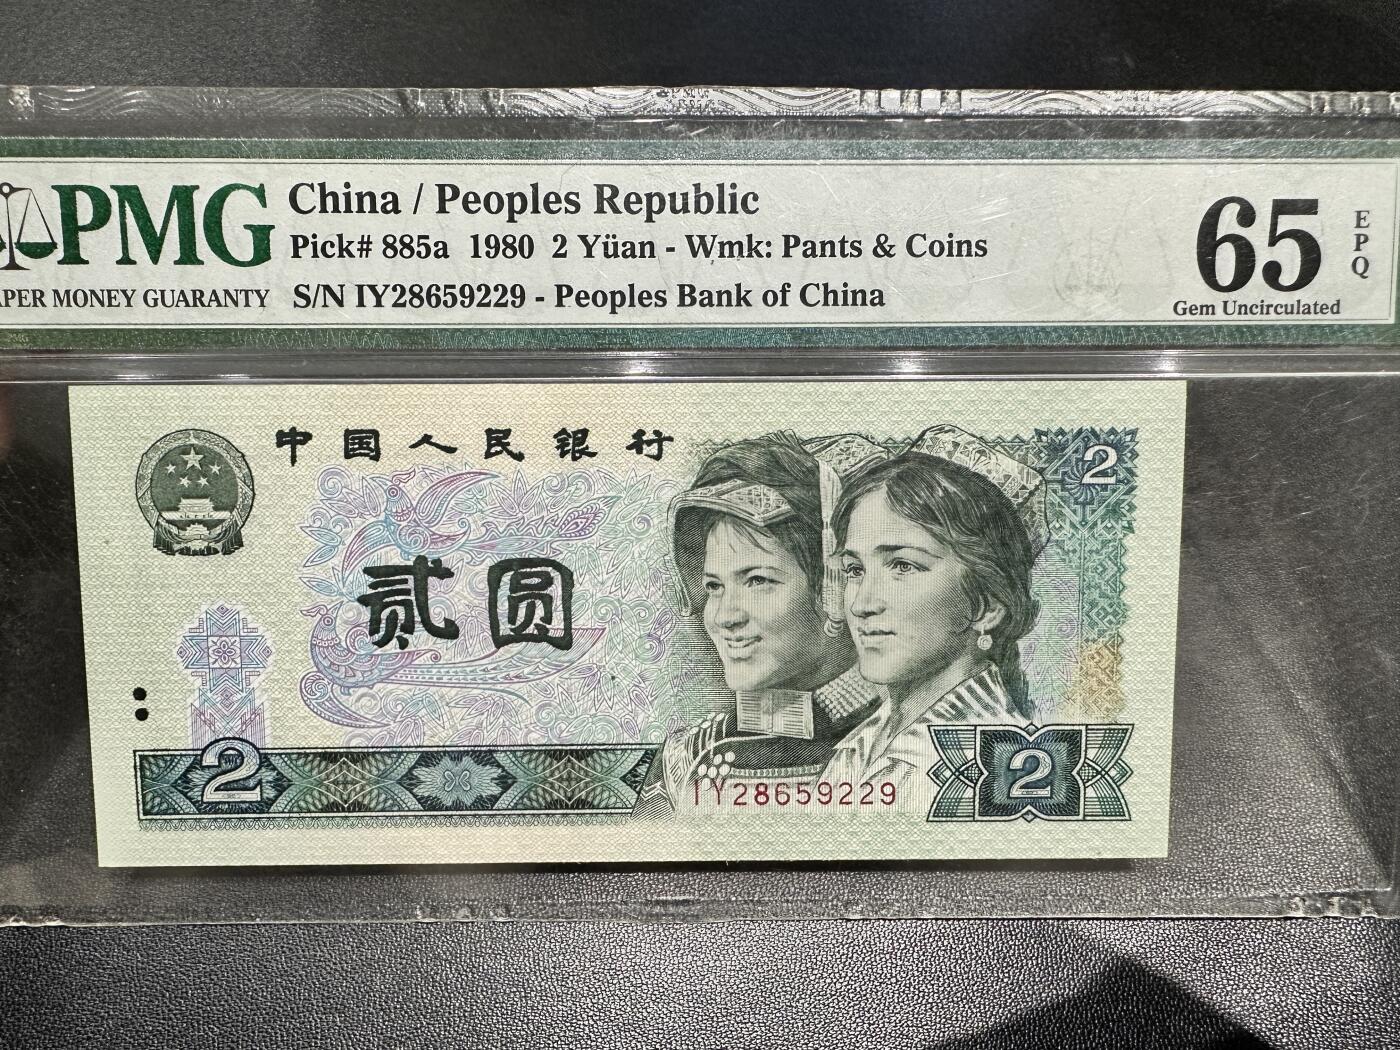 PMG
PAPER MONEY GUARANTY
China / Peoples Republic
Pick# 885a 1980 2 Yüan - Wmk: Pants & Coins
S/N IY28659229 - Peoples Bank of China
65
EPQ
Gem Uncirculated
中国人民银行
2
贰圆
2
IY28659229
2